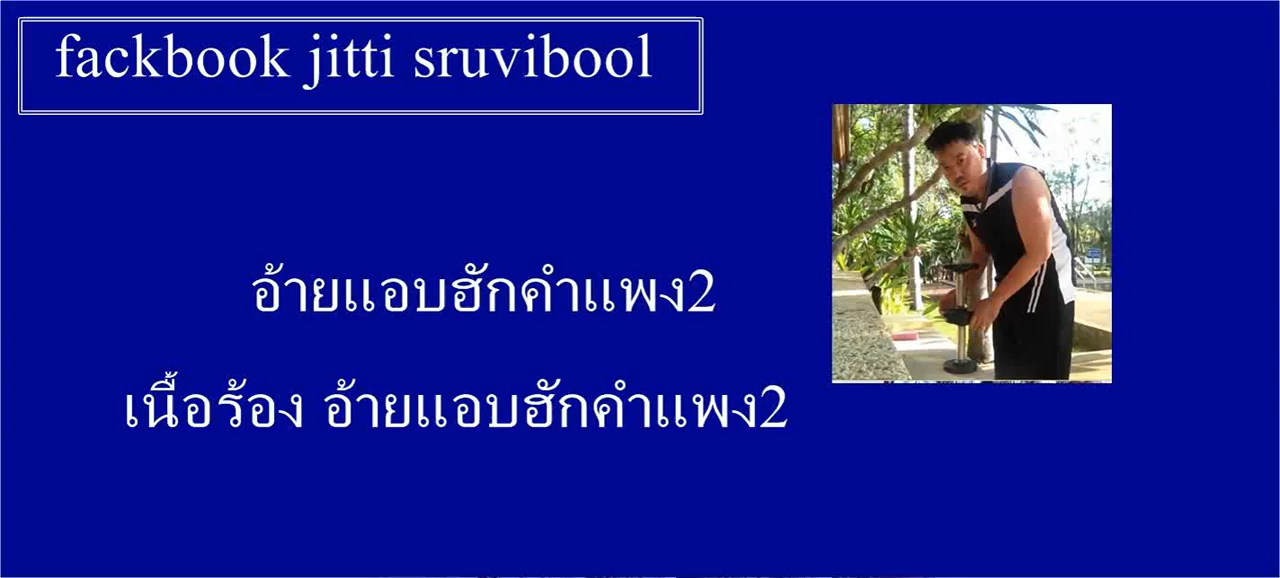 fackbook jitti sruvibool
อ้ายแอบฮักคำแพง2
เนื้อร้อง อ้ายแอบฮักคำแพง2